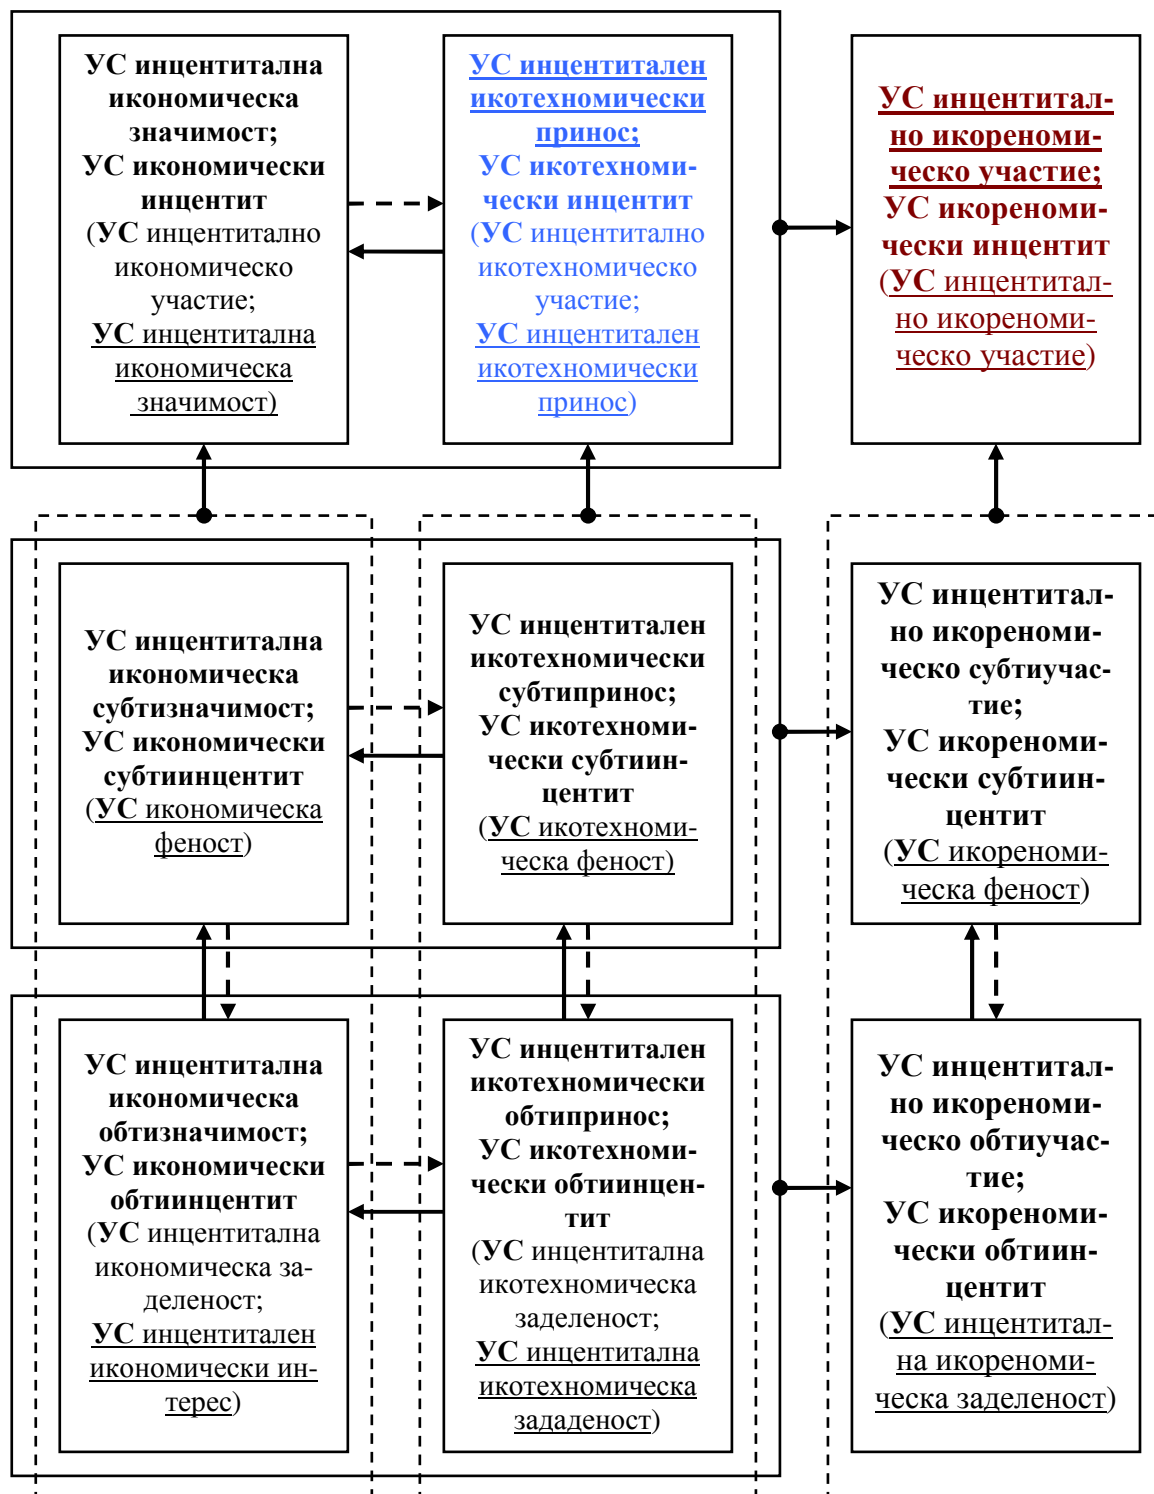 УС инцентитална
икономическа
значимост;
УС икономически
инцентит
(УС инцентитално
икономическо
участие;
УС инцентитална
икономическа
значимост)
УС инцентитален
икотехномически
принос;
УС икотехноми-
чески инцентит
(УС инцентитално
икотехномическо
участие;
УС инцентитален
икотехномически
принос)
УС инцентитал-
но икореноми-
ческо участие;
УС икореноми-
чески инцентит
(УС инцентитал-
но икореноми-
ческо участие)
УС инцентитална
икономическа
субтизначимост;
УС икономически
субтиинцентит
(УС икономическа
феност)
УС инцентитален
икотехномически
субтипринос;
УС икотехноми-
чески субтиин-
центит
(УС икотехноми-
ческа феност)
УС инцентитал-
но икореноми-
ческо субтиучас-
тие;
УС икореноми-
чески субтиин-
центит
(УС икореноми-
ческа феност)
УС инцентитална
икономическа
обтизначимост;
УС икономически
обтиинцентит
(УС инцентитална
икономическа за-
деленост;
УС инцентитален
икономически ин-
терес)
УС инцентитален
икотехномически
обтипринос;
УС икотехноми-
чески обтиинцен-
тит
(УС инцентитална
икотехномическа
заделеност;
УС инцентитална
икотехномическа
зададеност)
УС инцентитал-
но икореноми-
ческо обтиучас-
тие;
УС икореноми-
чески обтиин-
центит
(УС инцентитал-
на икореноми-
ческа заделеност)